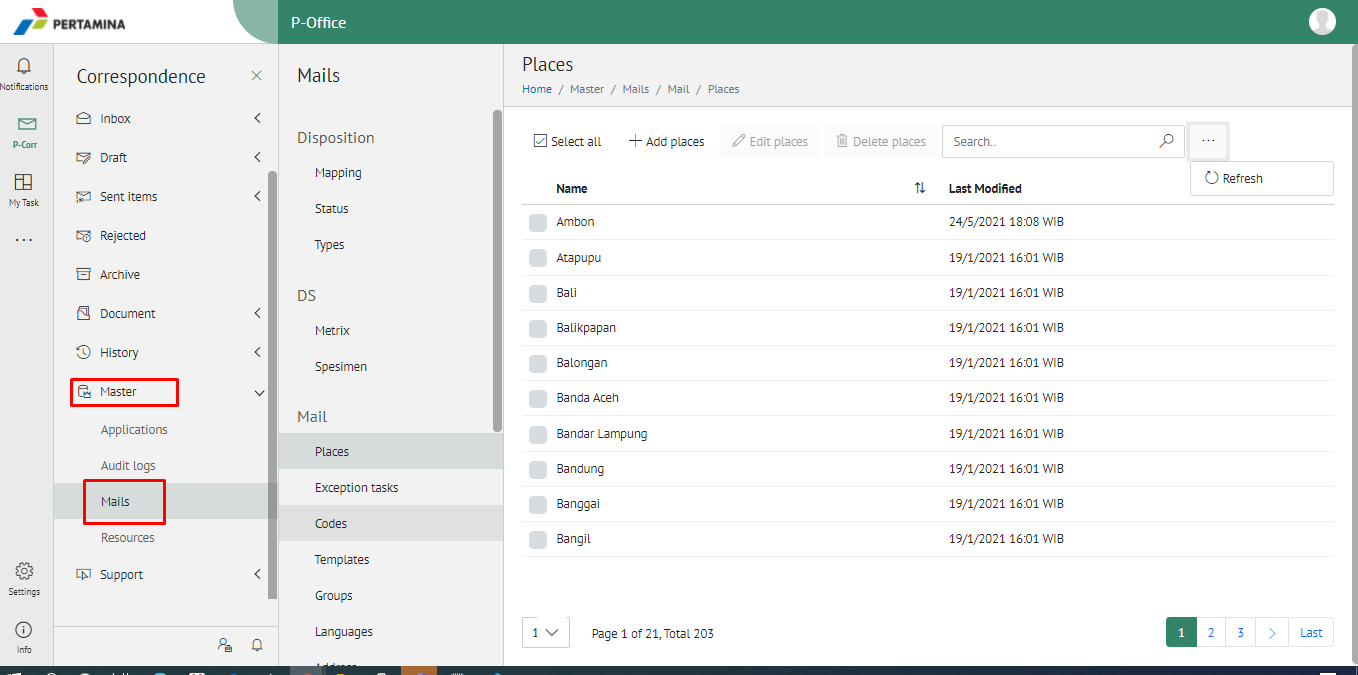 PERTAMINA
P-Office
Notifications
P-Corr
My Task
...
Settings
Info
Correspondence
Inbox
Draft
Sent items
Rejected
Archive
Document
History
Master
Applications
Audit logs
Mails
Resources
Support
Mails
Disposition
Mapping
Status
Types
DS
Metrix
Spesimen
Mail
Places
Exception tasks
Codes
Templates
Groups
Languages
Address
Places
Home / Master / Mails / Mail / Places
Select all Add places Edit places Delete places Search.. ...
Refresh
Name Last Modified
Ambon 24/5/2021 18:08 WIB
Atapupu 19/1/2021 16:01 WIB
Bali 19/1/2021 16:01 WIB
Balikpapan 19/1/2021 16:01 WIB
Balongan 19/1/2021 16:01 WIB
Banda Aceh 19/1/2021 16:01 WIB
Bandar Lampung 19/1/2021 16:01 WIB
Bandung 19/1/2021 16:01 WIB
Banggai 19/1/2021 16:01 WIB
Bangil 19/1/2021 16:01 WIB
1 Page 1 of 21, Total 203 1 2 3 Last